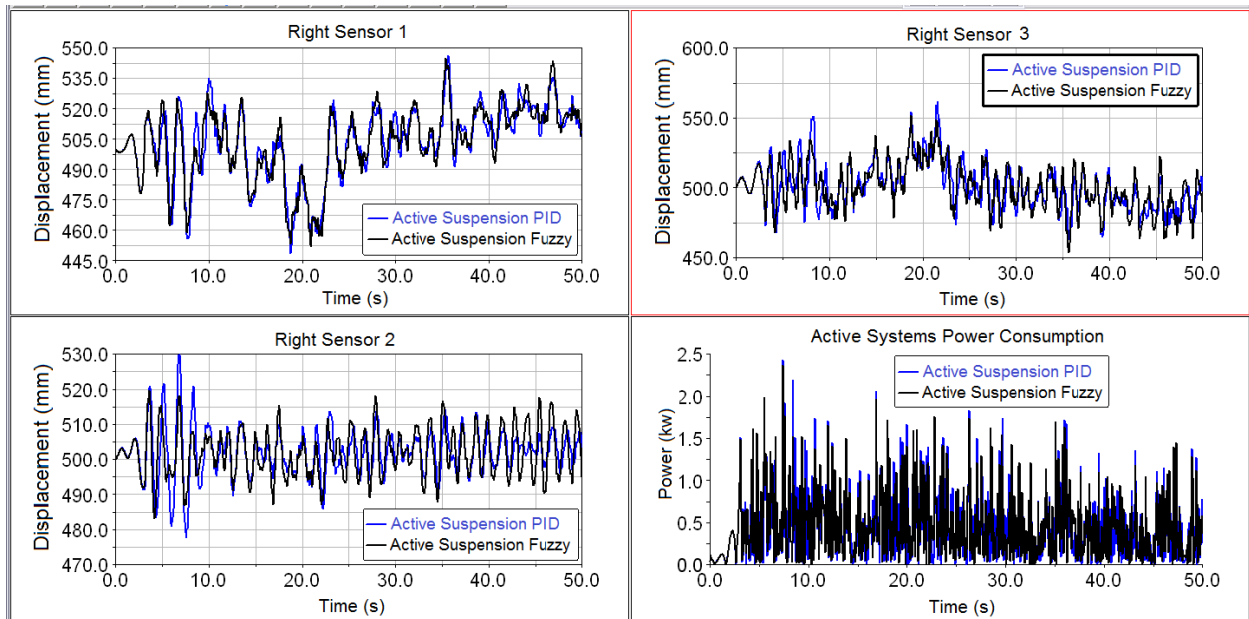 Right Sensor 1
Displacement (mm)
550.0
535.0
520.0
505.0
490.0
475.0
460.0
445.0
Active Suspension PID
Active Suspension Fuzzy
0.0 10.0 20.0 30.0 40.0 50.0
Time (s)
Right Sensor 3
Displacement (mm)
600.0
550.0
500.0
450.0
Active Suspension PID
Active Suspension Fuzzy
0.0 10.0 20.0 30.0 40.0 50.0
Time (s)
Right Sensor 2
Displacement (mm)
530.0
520.0
510.0
500.0
490.0
480.0
470.0
Active Suspension PID
Active Suspension Fuzzy
0.0 10.0 20.0 30.0 40.0 50.0
Time (s)
Active Systems Power Consumption
Power (kw)
2.5
2.0
1.5
1.0
0.5
0.0
Active Suspension PID
Active Suspension Fuzzy
0.0 10.0 20.0 30.0 40.0 50.0
Time (s)